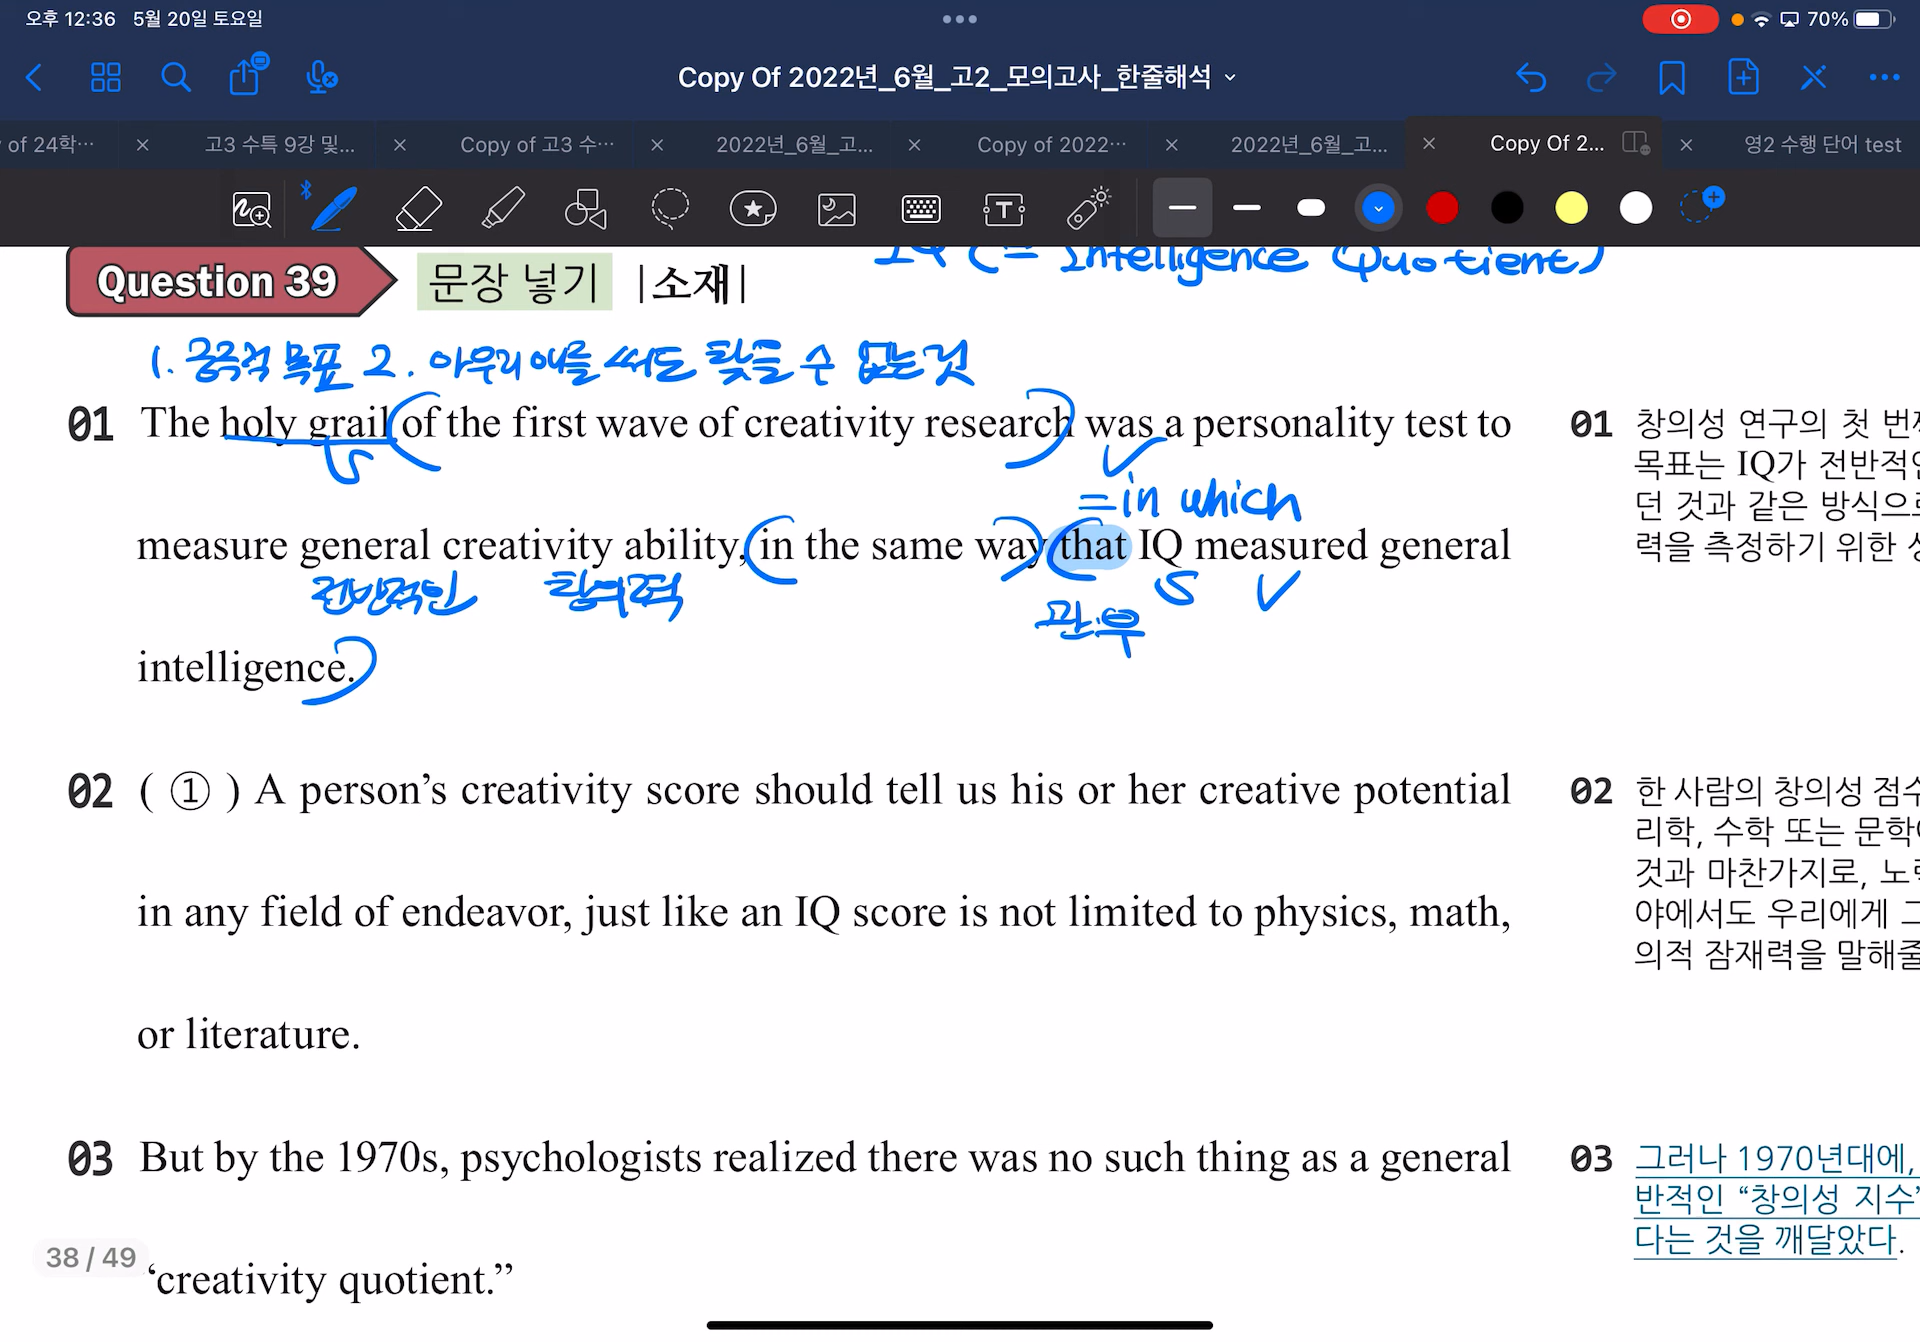 오후 12:36 5월 20일 토요일
70%
Copy Of 2022년_6월_고2_모의고사_한줄해석
of 24학… 고3 수특 9강 및... Copy of 고3 수… 2022년_6월_고... Copy of 2022… 2022년_6월_고... Copy Of 2... 영2 수행 단어 test
IQ (= Intelligence Quotient)
Question 39 문장 넣기 |소재|
1. 궁극적 목표 2. 아무리 애를 써도 찾을 수 없는 것
01 The holy grail of the first wave of creativity research was a personality test to
S V
= in which
measure general creativity ability, in the same way that IQ measured general
전반적인 창의력 관.부 S V
intelligence.
02 ( ① ) A person’s creativity score should tell us his or her creative potential
in any field of endeavor, just like an IQ score is not limited to physics, math,
or literature.
03 But by the 1970s, psychologists realized there was no such thing as a general
‘creativity quotient.”
38 / 49
01 창의성 연구의 첫 번째
목표는 IQ가 전반적인
던 것과 같은 방식으로
력을 측정하기 위한 성
02 한 사람의 창의성 점수
리학, 수학 또는 문학에
것과 마찬가지로, 노력
야에서도 우리에게 그
의적 잠재력을 말해줄
03 그러나 1970년대에,
반적인 “창의성 지수”
다는 것을 깨달았다.